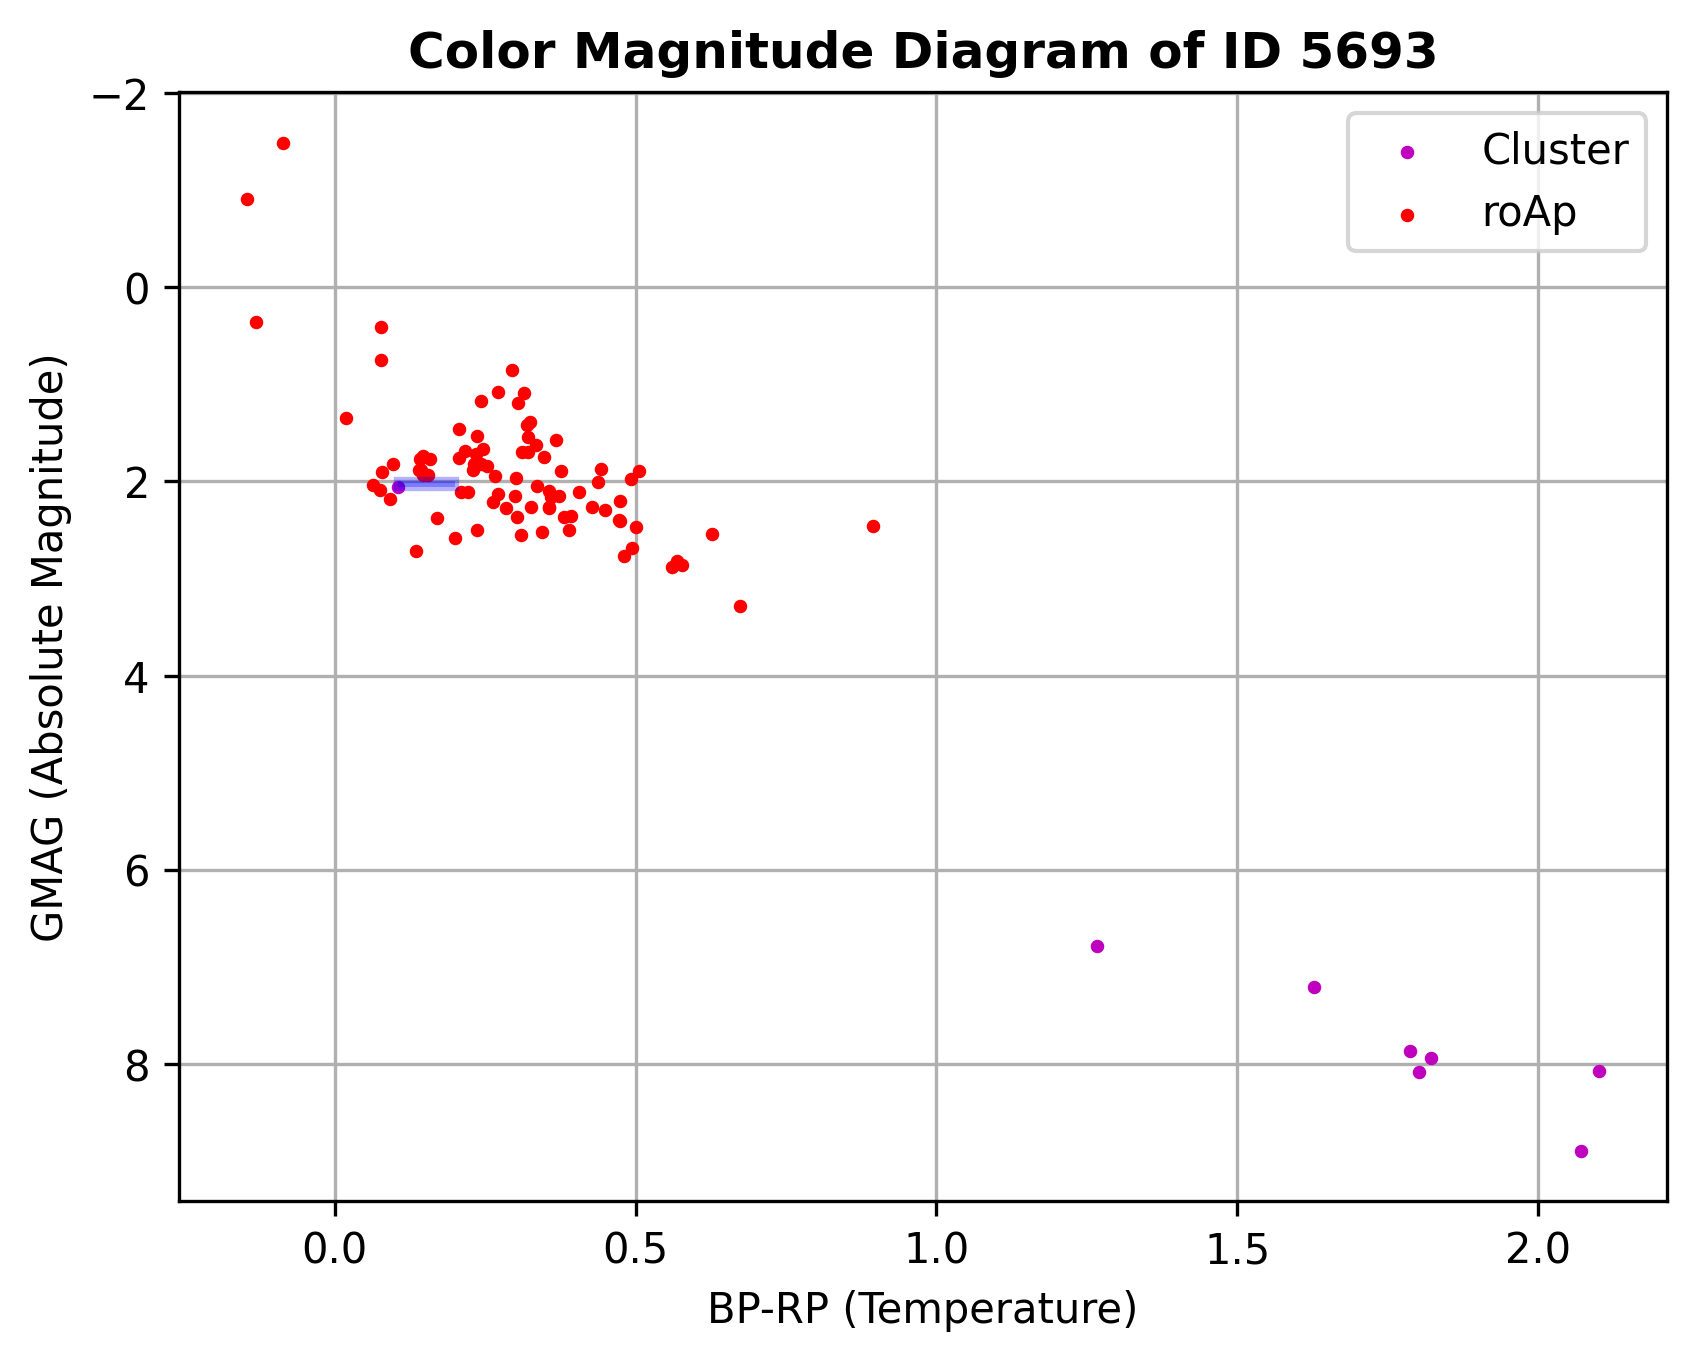 Color Magnitude Diagram of ID 5693
Cluster
roAp
−2
0
2
4
6
8
GMAG (Absolute Magnitude)
0.0 0.5 1.0 1.5 2.0
BP-RP (Temperature)